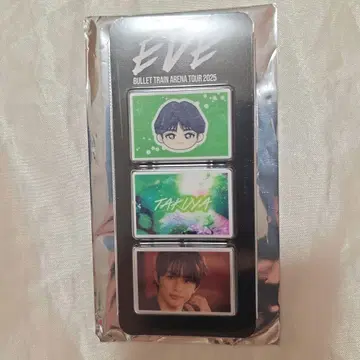 EVE
BULLET TRAIN ARENA TOUR 2025
TAKUYA